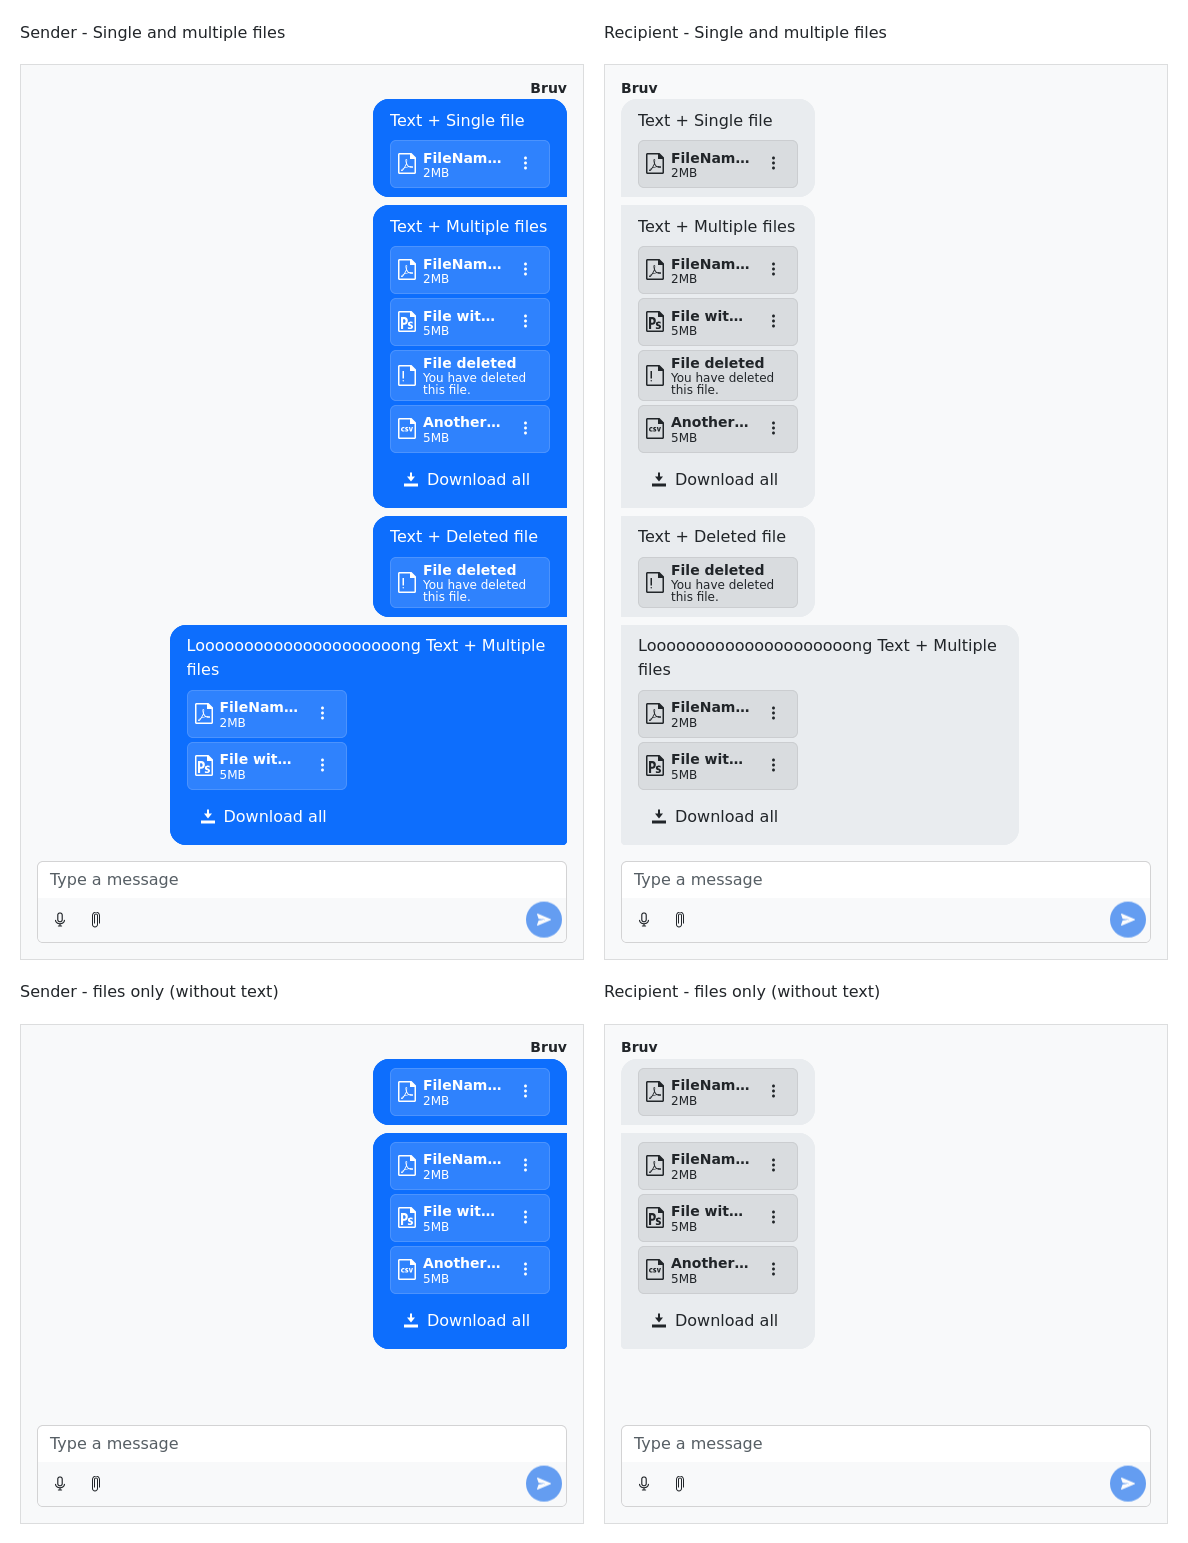 Sender - Single and multiple files
Bruv
Text + Single file
FileNam...
2MB
Text + Multiple files
FileNam...
2MB
File wit...
5MB
File deleted
You have deleted
this file.
Another...
5MB
Download all
Text + Deleted file
File deleted
You have deleted
this file.
Looooooooooooooooooooong Text + Multiple
files
FileNam...
2MB
File wit...
5MB
Download all
Type a message
Recipient - Single and multiple files
Bruv
Text + Single file
FileNam...
2MB
Text + Multiple files
FileNam...
2MB
File wit...
5MB
File deleted
You have deleted
this file.
Another...
5MB
Download all
Text + Deleted file
File deleted
You have deleted
this file.
Looooooooooooooooooooong Text + Multiple
files
FileNam...
2MB
File wit...
5MB
Download all
Type a message
Sender - files only (without text)
Bruv
FileNam...
2MB
FileNam...
2MB
File wit...
5MB
Another...
5MB
Download all
Type a message
Recipient - files only (without text)
Bruv
FileNam...
2MB
FileNam...
2MB
File wit...
5MB
Another...
5MB
Download all
Type a message